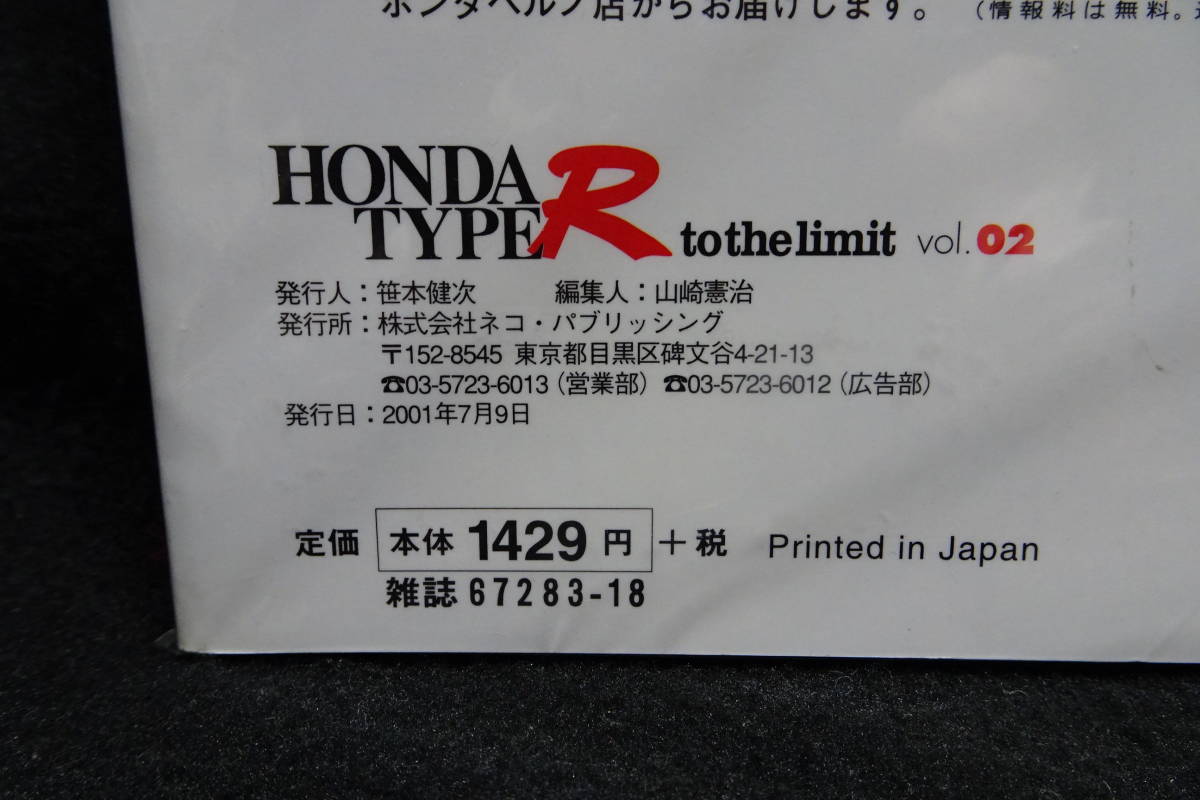 ホンダベルノ店からお届けします。 (情報料は無料。
HONDA
TYPE R to the limit vol.02
発行人：笹本健次 編集人：山崎憲治
発行所：株式会社ネコ・パブリッシング
〒152-8545 東京都目黒区碑文谷4-21-13
☎03-5723-6013（営業部） ☎03-5723-6012（広告部）
発行日：2001年7月9日
定価 本体 1429 円 +税 Printed in Japan
雑誌 67283-18